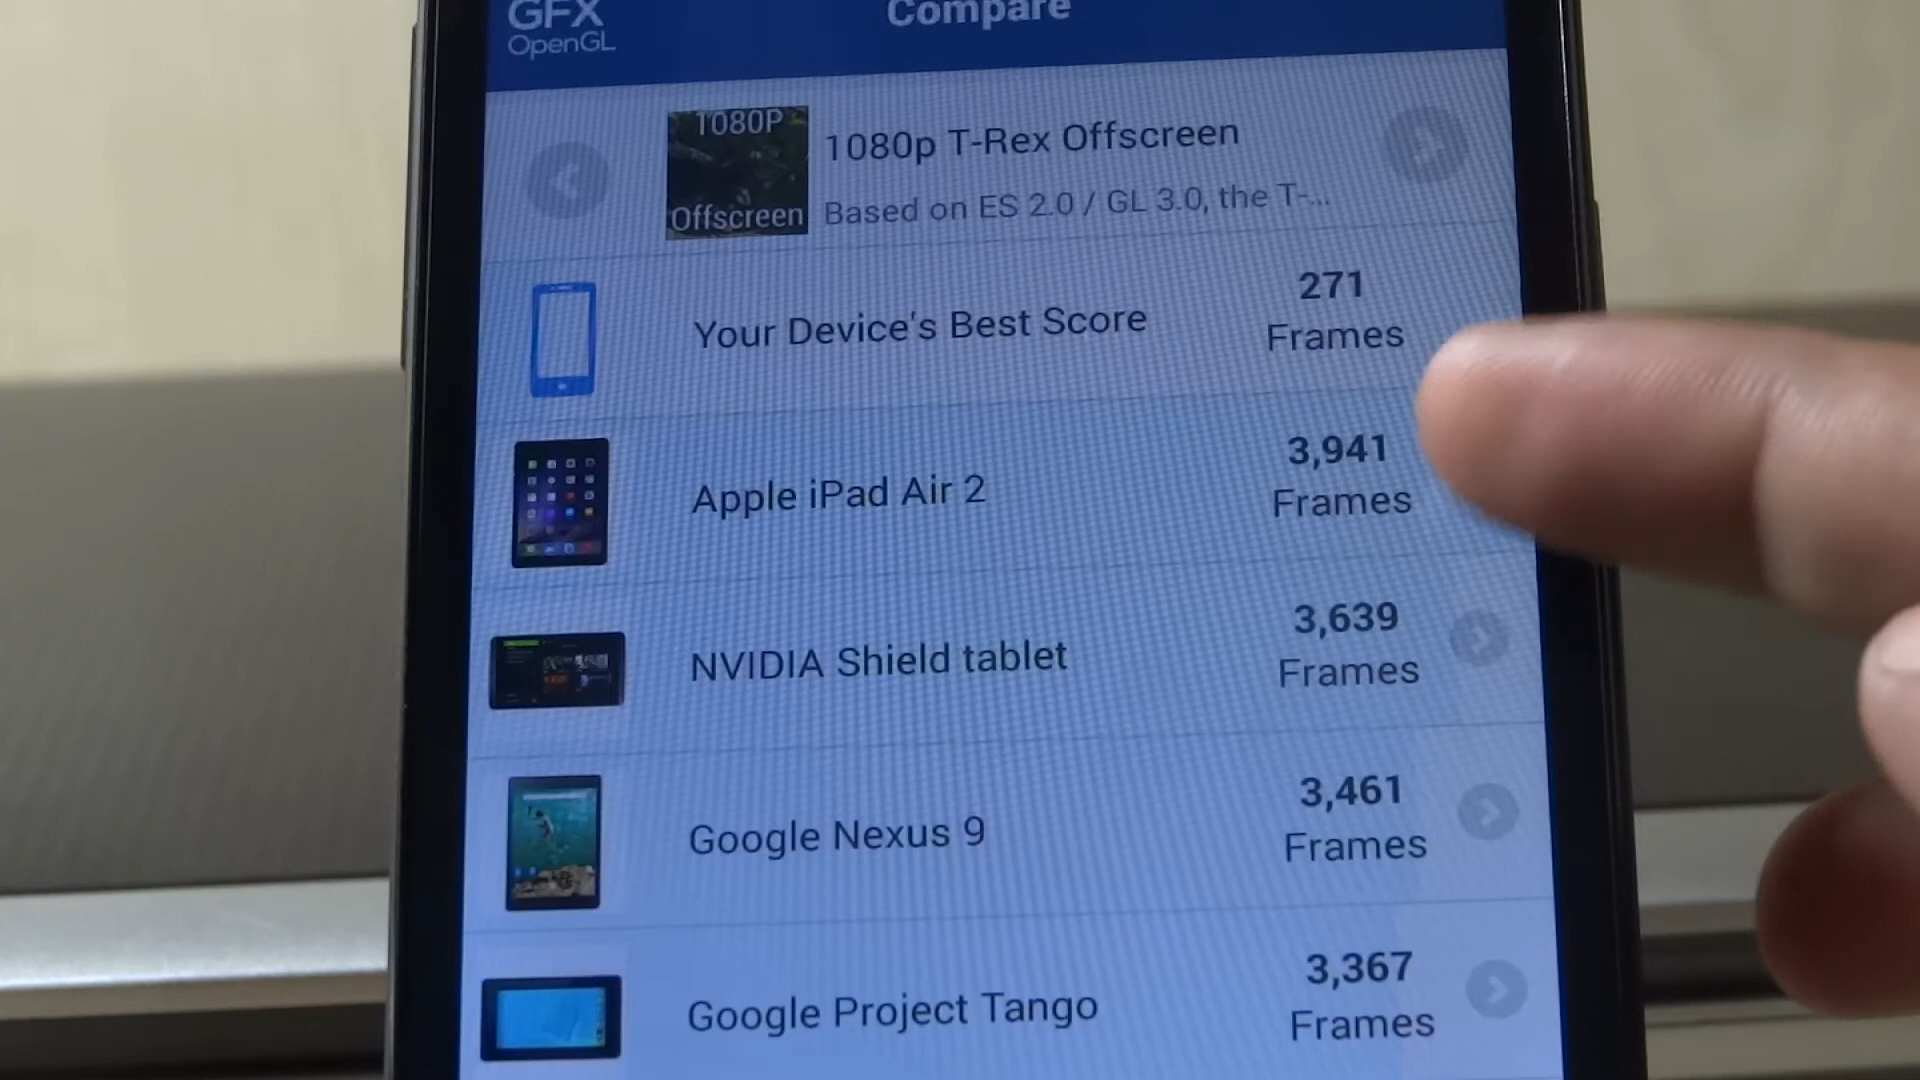 GFX
OpenGL
Compare
1080P
Offscreen
1080p T-Rex Offscreen
Based on ES 2.0 / GL 3.0, the T-...
Your Device's Best Score
271
Frames
Apple iPad Air 2
3,941
Frames
NVIDIA Shield tablet
3,639
Frames
Google Nexus 9
3,461
Frames
Google Project Tango
3,367
Frames